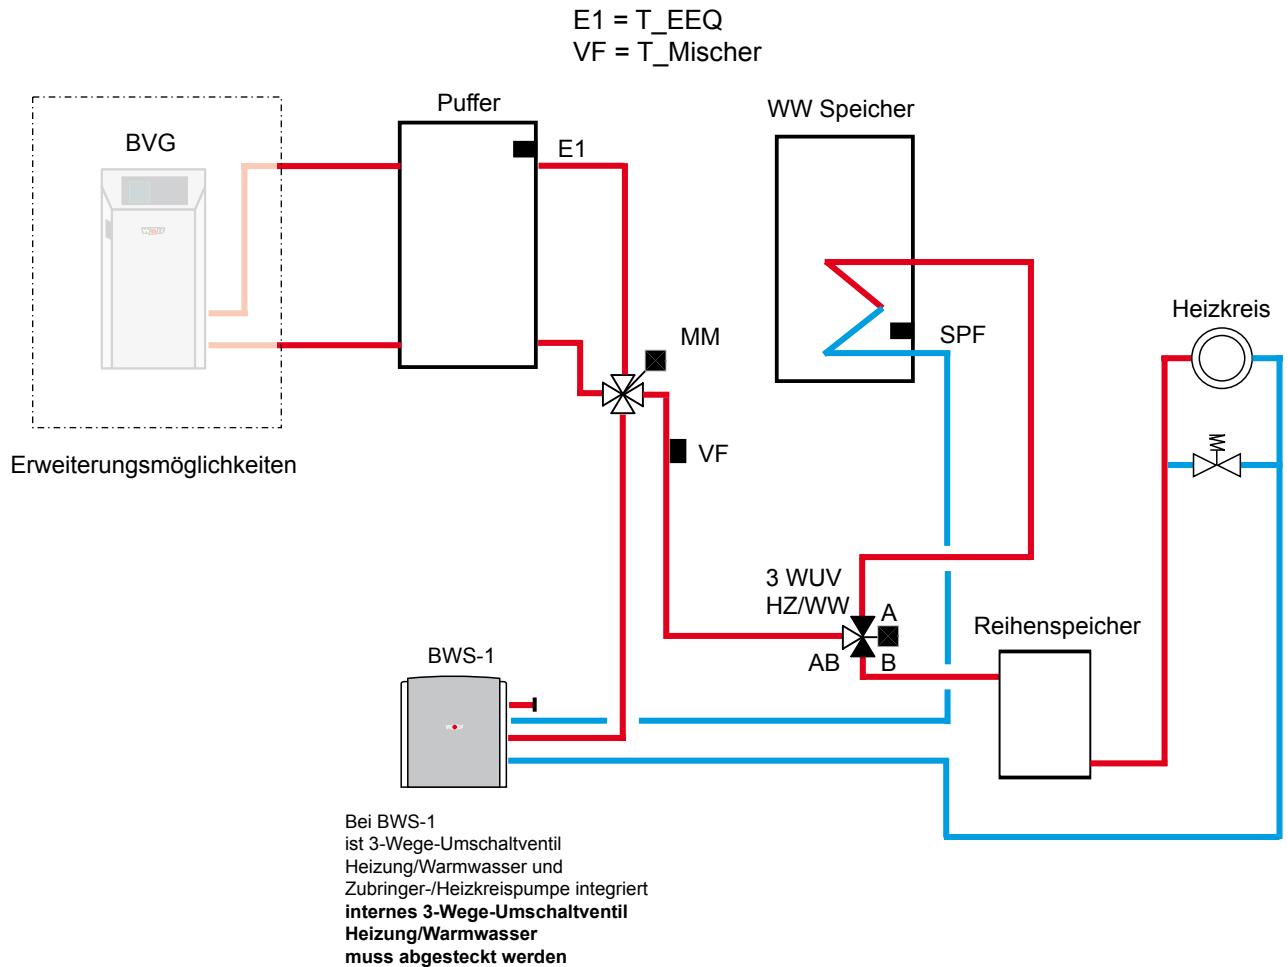 E1 = T_EEQ
VF = T_Mischer
Puffer
WW Speicher
BVG
E1
Heizkreis
MM
SPF
Erweiterungsmöglichkeiten
VF
3 WUV
HZ/WW
A
Reihenspeicher
BWS-1
AB
B
Bei BWS-1
ist 3-Wege-Umschaltventil
Heizung/Warmwasser und
Zubringer-/Heizkreispumpe integriert
internes 3-Wege-Umschaltventil
Heizung/Warmwasser
muss abgesteckt werden